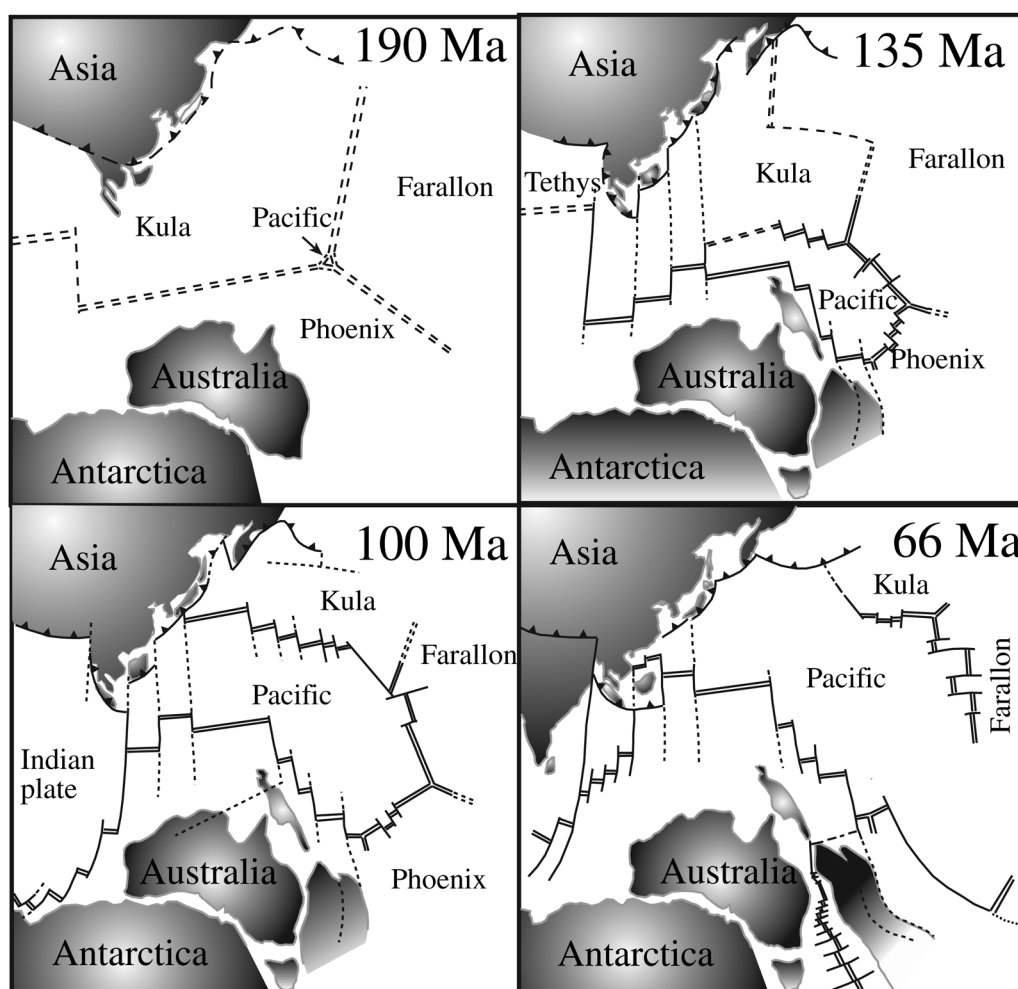 190 Ma
Asia
Farallon
Pacific
Kula
Phoenix
Australia
Antarctica
135 Ma
Asia
Farallon
Kula
Tethys
Pacific
Phoenix
Australia
Antarctica
100 Ma
Asia
Kula
Farallon
Pacific
Indian
plate
Australia
Phoenix
Antarctica
66 Ma
Asia
Kula
Pacific
Farallon
Australia
Antarctica